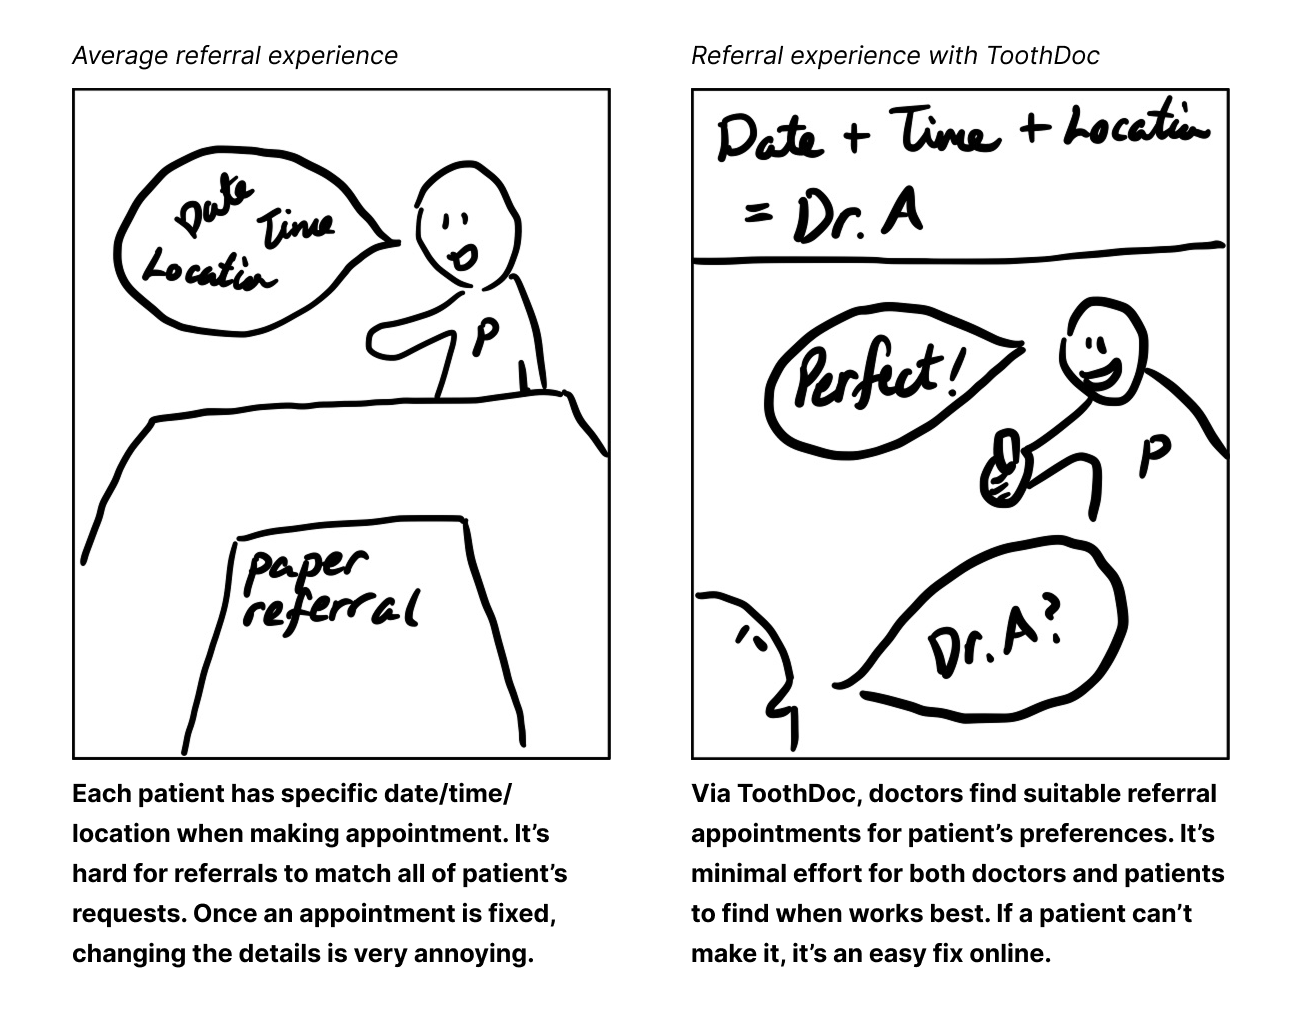 Average referral experience
Date
Time
Location
P
paper
referral
Each patient has specific date/time/
location when making appointment. It’s
hard for referrals to match all of patient’s
requests. Once an appointment is fixed,
changing the details is very annoying.
Referral experience with ToothDoc
Date + Time + Location
= Dr. A
Perfect!
P
Dr. A?
Via ToothDoc, doctors find suitable referral
appointments for patient’s preferences. It’s
minimal effort for both doctors and patients
to find when works best. If a patient can’t
make it, it’s an easy fix online.